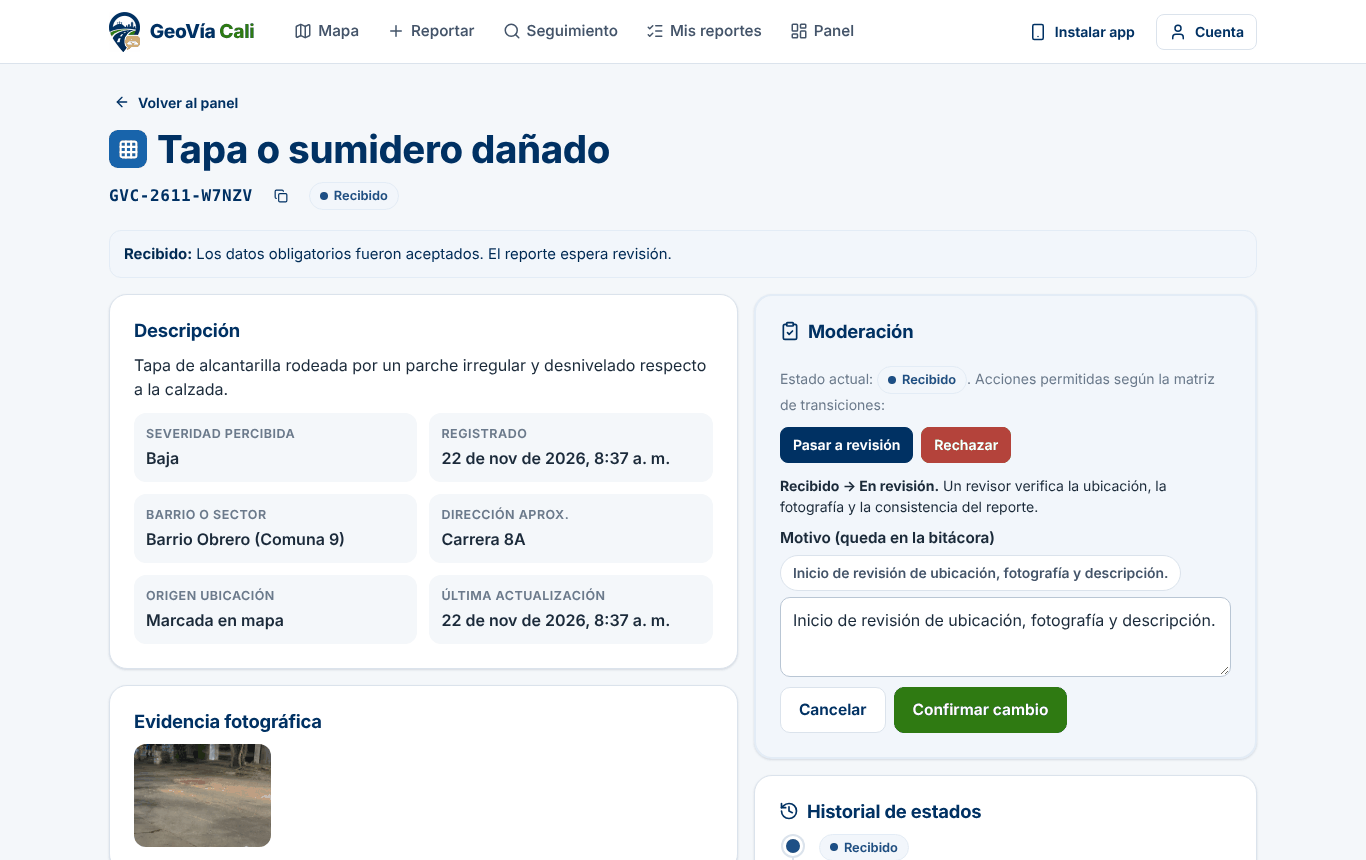 GeoVía Cali
Mapa
Reportar
Seguimiento
Mis reportes
Panel
Instalar app
Cuenta
Volver al panel
Tapa o sumidero dañado
GVC-2611-W7NZV
Recibido
Recibido: Los datos obligatorios fueron aceptados. El reporte espera revisión.
Descripción
Tapa de alcantarilla rodeada por un parche irregular y desnivelado respecto
a la calzada.
SEVERIDAD PERCIBIDA
Baja
REGISTRADO
22 de nov de 2026, 8:37 a. m.
BARRIO O SECTOR
Barrio Obrero (Comuna 9)
DIRECCIÓN APROX.
Carrera 8A
ORIGEN UBICACIÓN
Marcada en mapa
ÚLTIMA ACTUALIZACIÓN
22 de nov de 2026, 8:37 a. m.
Evidencia fotográfica
Moderación
Estado actual: Recibido . Acciones permitidas según la matriz
de transiciones:
Pasar a revisión
Rechazar
Recibido → En revisión. Un revisor verifica la ubicación, la
fotografía y la consistencia del reporte.
Motivo (queda en la bitácora)
Inicio de revisión de ubicación, fotografía y descripción.
Inicio de revisión de ubicación, fotografía y descripción.
Cancelar
Confirmar cambio
Historial de estados
Recibido